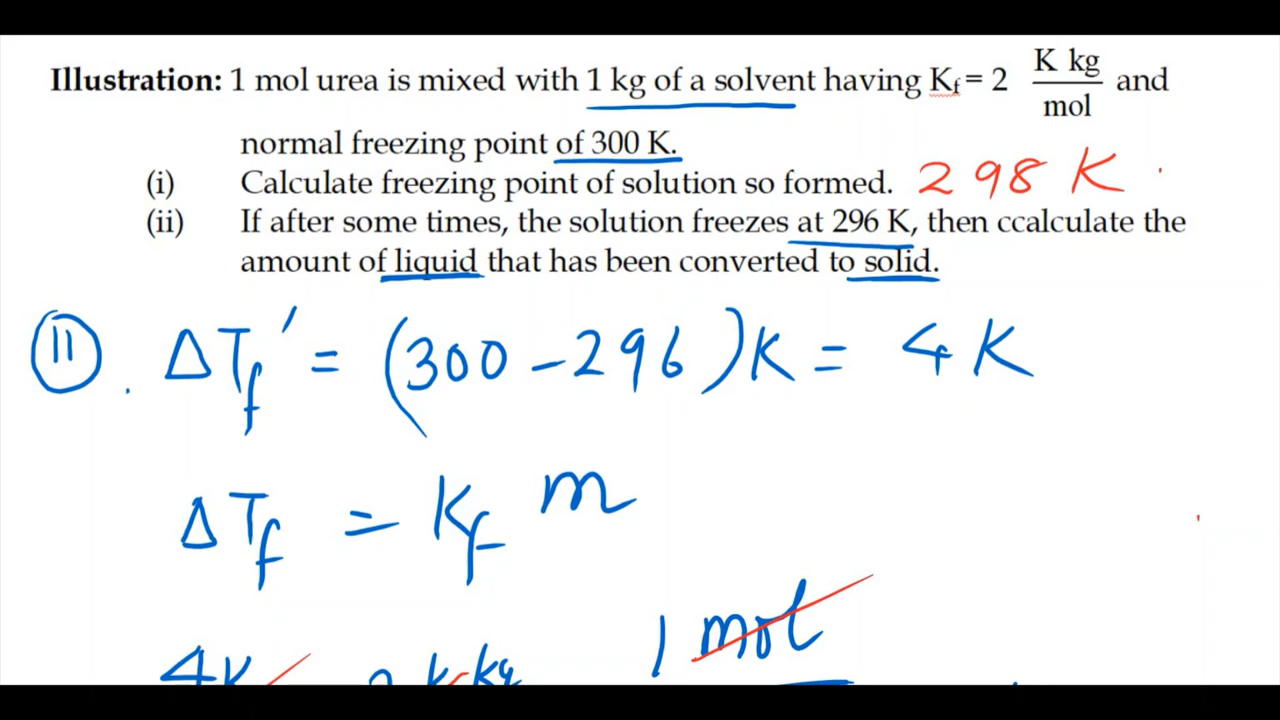 Illustration: 1 mol urea is mixed with 1 kg of a solvent having Kf = 2 K kg/mol and
normal freezing point of 300 K.
(i) Calculate freezing point of solution so formed. 298 K
(ii) If after some times, the solution freezes at 296 K, then ccalculate the
amount of liquid that has been converted to solid.
(II). ΔTf' = (300 - 296)K = 4 K
ΔTf = Kf m
1 mol
4K K kg